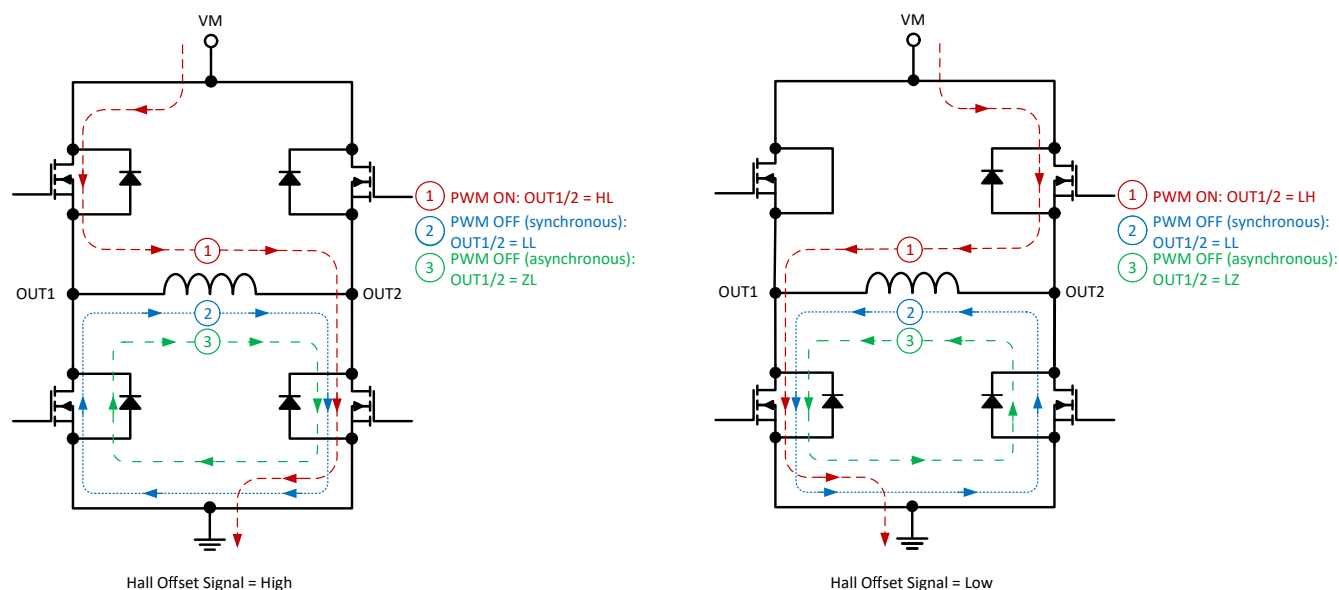 VM
1 PWM ON: OUT1/2 = HL
2 PWM OFF (synchronous):
OUT1/2 = LL
3 PWM OFF (asynchronous):
OUT1/2 = ZL
1
OUT1
OUT2
2
3
Hall Offset Signal = High
VM
1 PWM ON: OUT1/2 = LH
2 PWM OFF (synchronous):
OUT1/2 = LL
3 PWM OFF (asynchronous):
OUT1/2 = LZ
1
OUT1
OUT2
2
3
Hall Offset Signal = Low